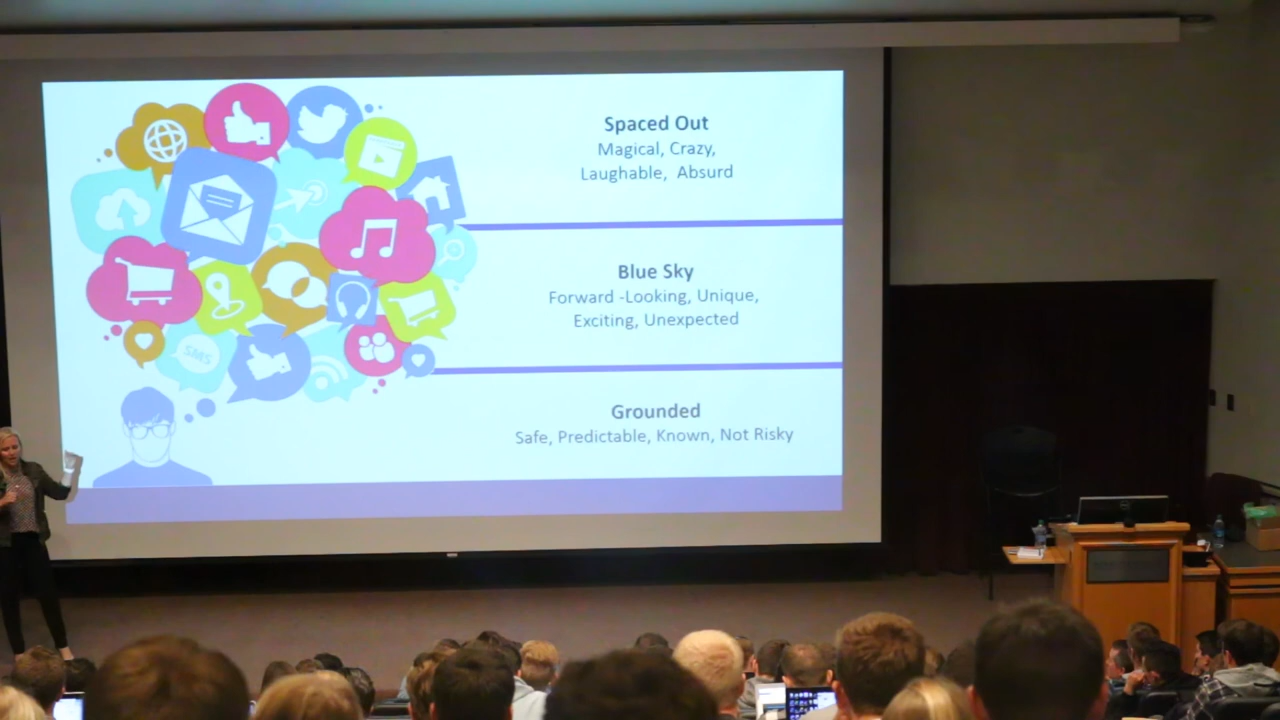 Spaced Out
Magical, Crazy,
Laughable, Absurd
Blue Sky
Forward -Looking, Unique,
Exciting, Unexpected
Grounded
Safe, Predictable, Known, Not Risky
SMS